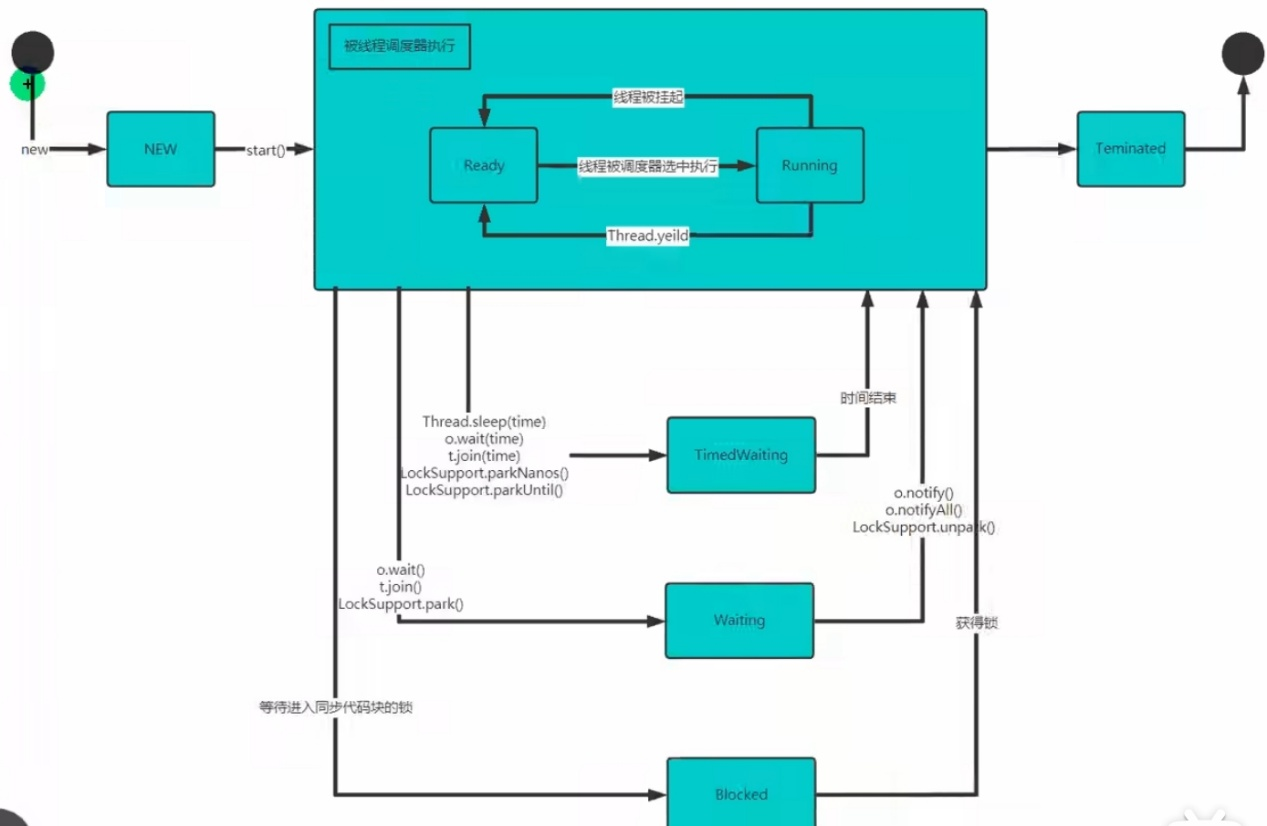 被线程调度器执行
线程被挂起
new
NEW
start()
Ready
线程被调度器选中执行
Running
Teminated
Thread.yeild
时间结束
Thread.sleep(time)
o.wait(time)
t.join(time)
LockSupport.parkNanos()
LockSupport.parkUntil()
TimedWaiting
o.notify()
o.notifyAll()
LockSupport.unpark()
o.wait()
t.join()
LockSupport.park()
Waiting
获得锁
等待进入同步代码块的锁
Blocked